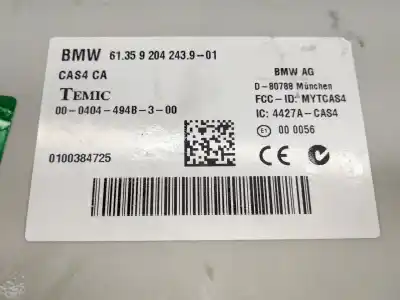 BMW 61.35 9 204 243.9-01
CAS4 CA
TEMIC
00-0404-494B-3-00
0100384725
BMW AG
D-80788 München
FCC-ID: MYTCAS4
IC: 4427A-CAS4
E1 00 0056
CE